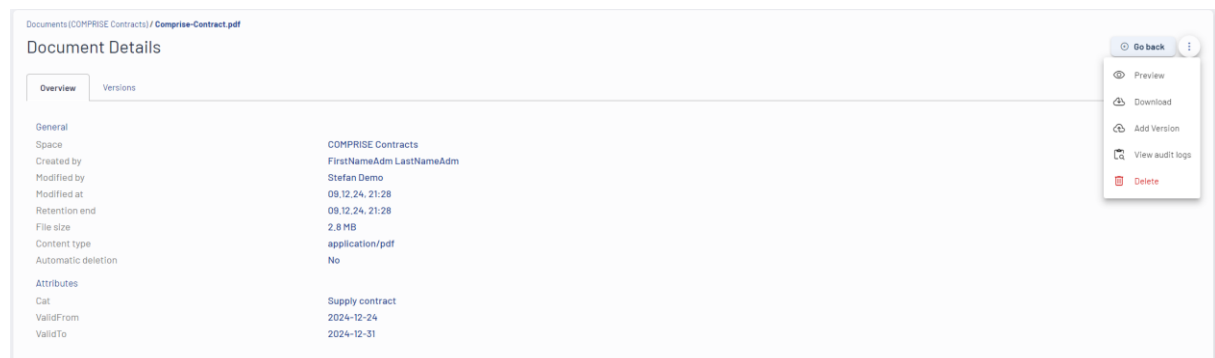 Documents (COMPRISE Contracts) / Comprise-Contract.pdf
Document Details
Go back
Preview
Download
Add Version
View audit logs
Delete
Overview Versions
General
Space COMPRISE Contracts
Created by FirstNameAdm LastNameAdm
Modified by Stefan Demo
Modified at 09.12.24, 21:28
Retention end 09.12.24, 21:28
File size 2.8 MB
Content type application/pdf
Automatic deletion No
Attributes
Cat Supply contract
ValidFrom 2024-12-24
ValidTo 2024-12-31